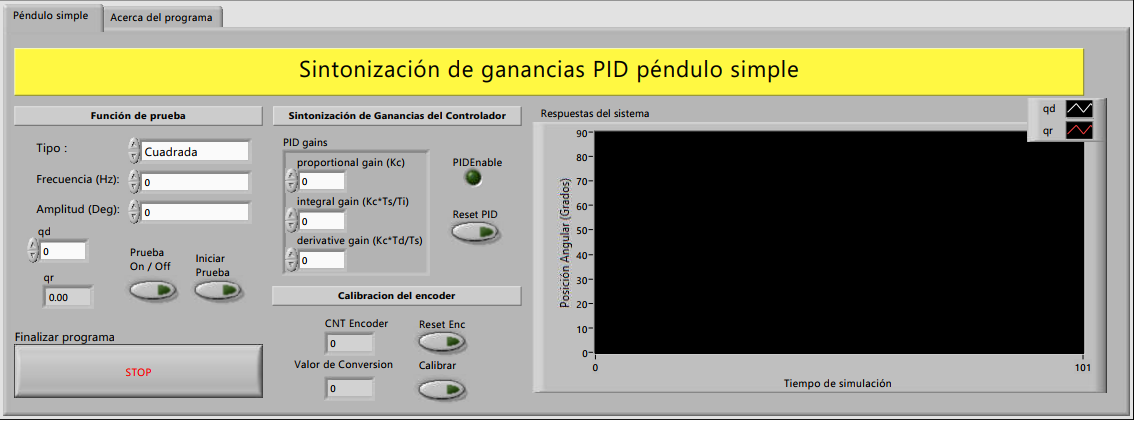 Péndulo simple
Acerca del programa
Sintonización de ganancias PID péndulo simple
Función de prueba
Tipo :
Cuadrada
Frecuencia (Hz):
0
Amplitud (Deg):
0
qd
0
qr
0.00
Prueba
On / Off
Iniciar
Prueba
Finalizar programa
STOP
Sintonización de Ganancias del Controlador
PID gains
proportional gain (Kc)
0
integral gain (Kc*Ts/Ti)
0
derivative gain (Kc*Td/Ts)
0
PIDEnable
Reset PID
Calibracion del encoder
CNT Encoder
0
Reset Enc
Valor de Conversion
0
Calibrar
Respuestas del sistema
qd
qr
Posición Angular (Grados)
90
80
70
60
50
40
30
20
10
0
0
101
Tiempo de simulación